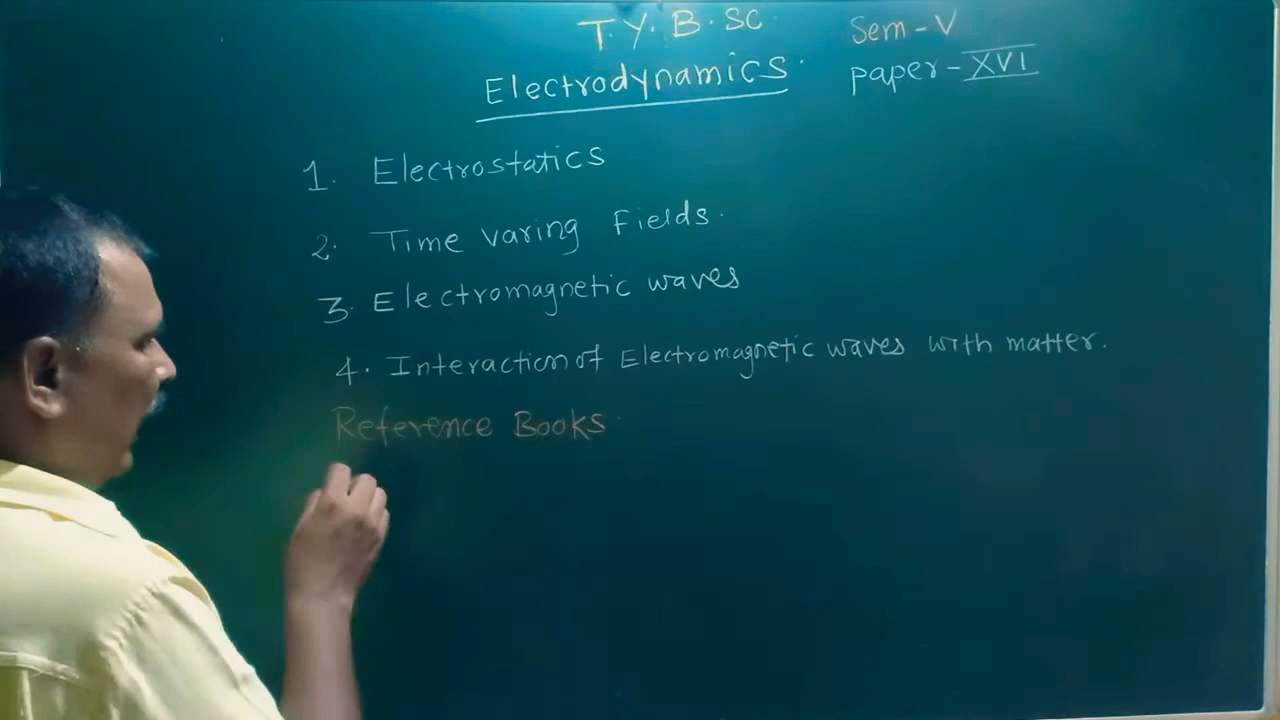 T.Y.B.SC
Sem-V
Electrodynamics.
paper-XVI
1. Electrostatics
2. Time varing Fields.
3. Electromagnetic waves
4. Interaction of Electromagnetic waves with matter.
Reference Books.